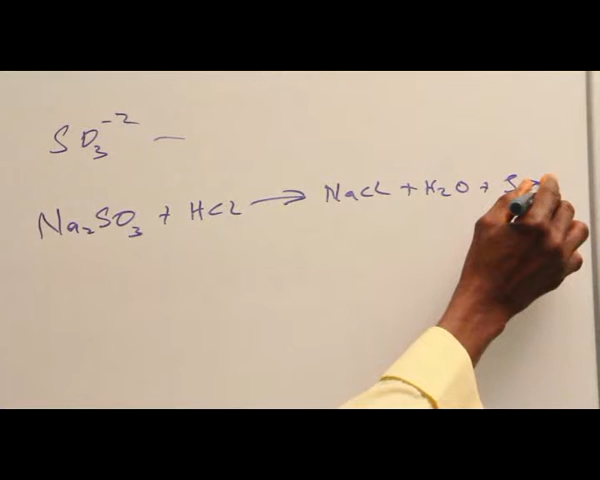 SO₃⁻² —
Na₂SO₃ + HCl → NaCl + H₂O + S